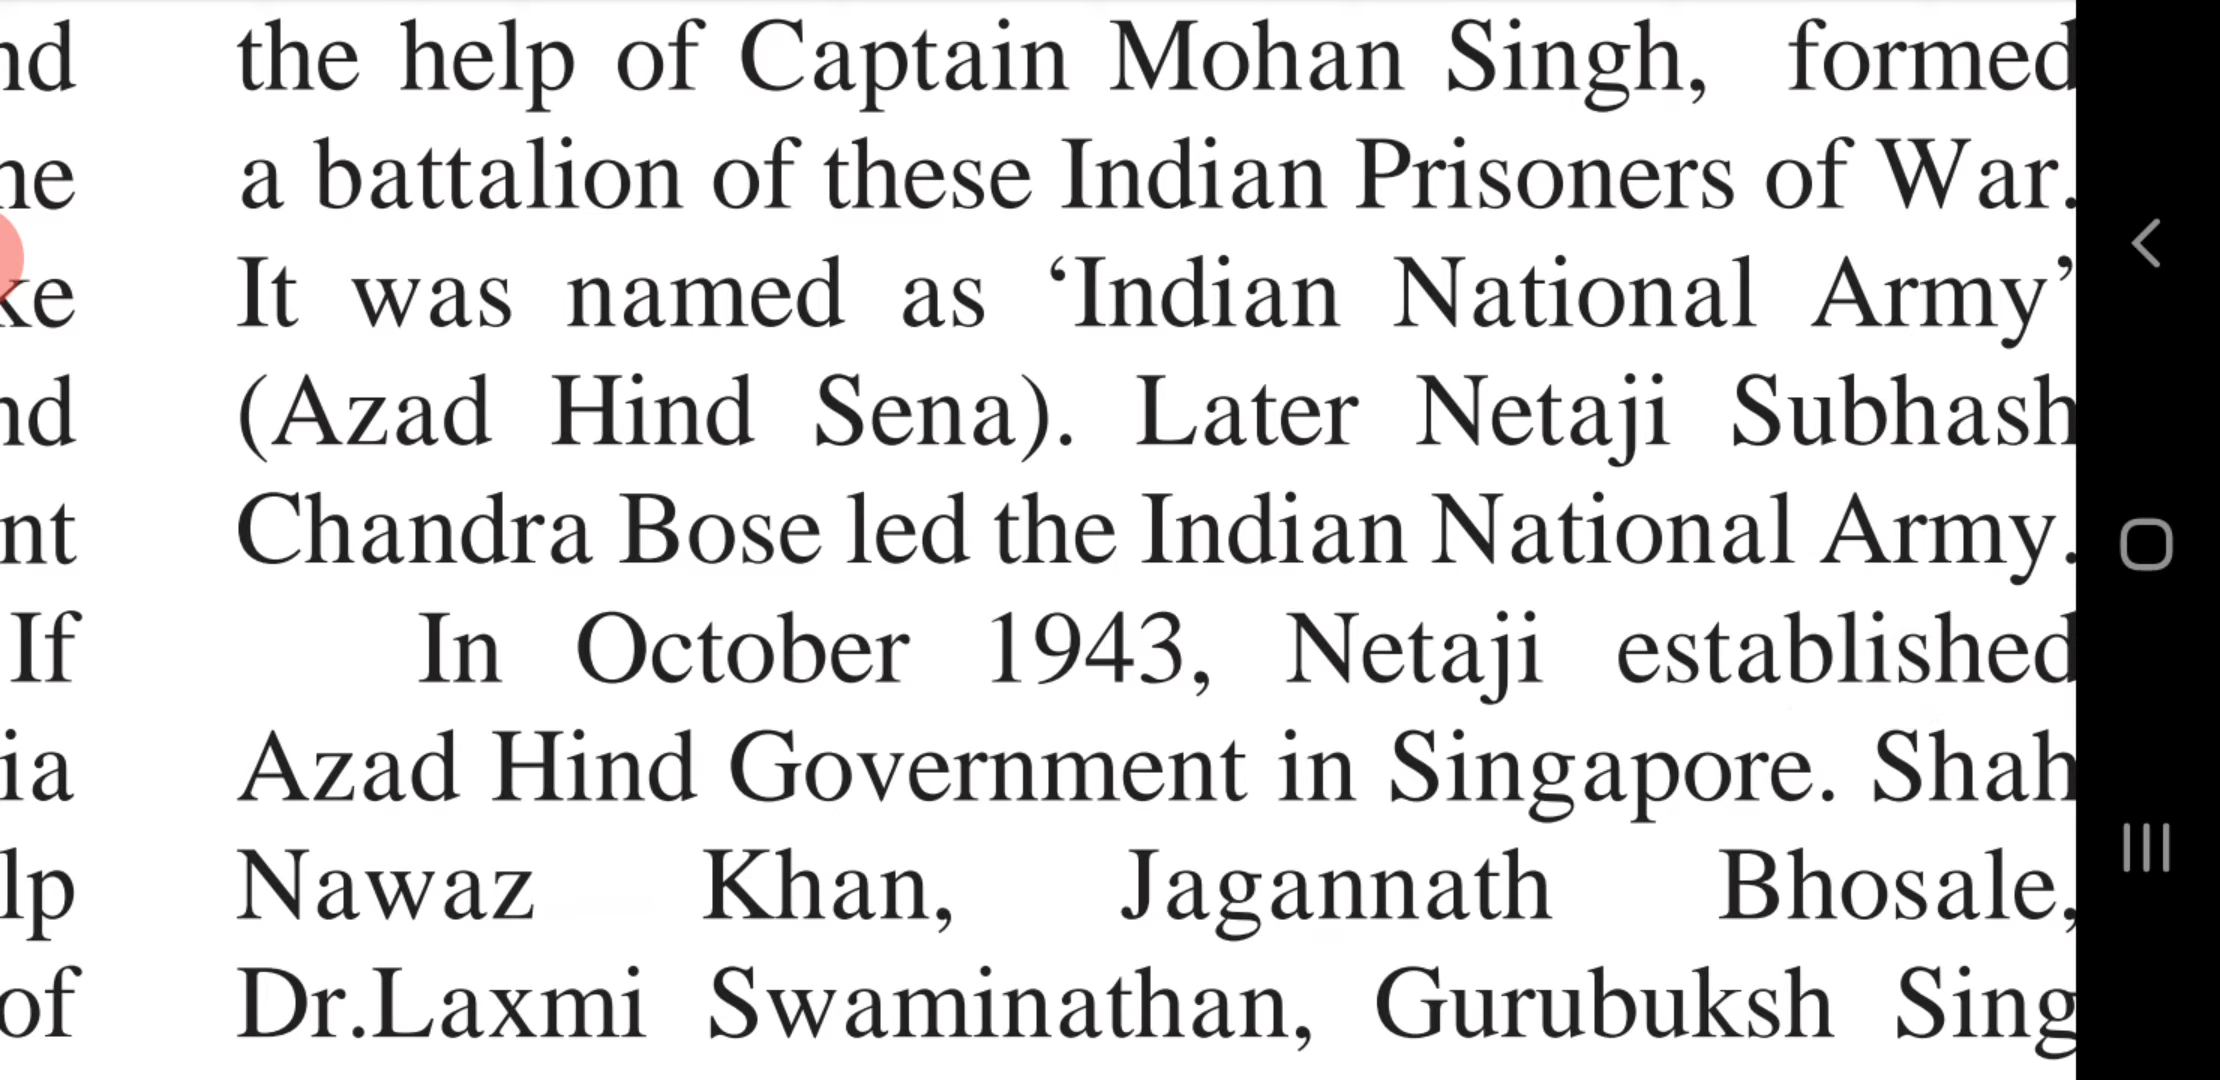 the help of Captain Mohan Singh, formed
a battalion of these Indian Prisoners of War.
It was named as ‘Indian National Army’
(Azad Hind Sena). Later Netaji Subhash
Chandra Bose led the Indian National Army.
In October 1943, Netaji established
Azad Hind Government in Singapore. Shah
Nawaz Khan, Jagannath Bhosale,
Dr.Laxmi Swaminathan, Gurubuksh Sing